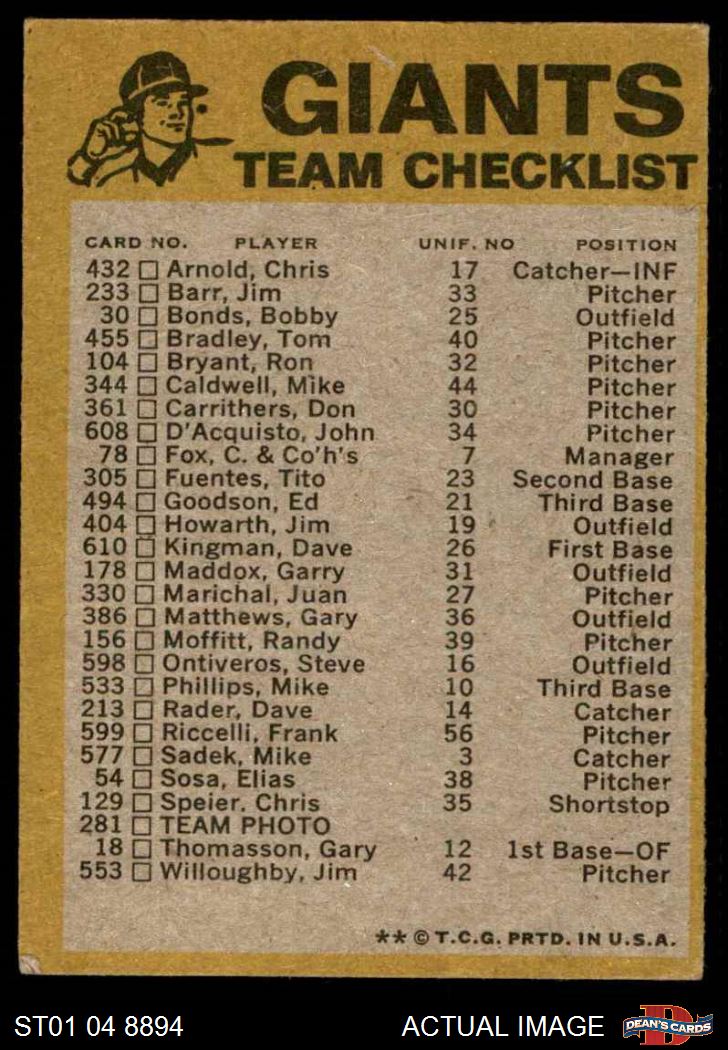 GIANTS
TEAM CHECKLIST
CARD NO. PLAYER UNIF. NO POSITION
432 Arnold, Chris 17 Catcher—INF
233 Barr, Jim 33 Pitcher
30 Bonds, Bobby 25 Outfield
455 Bradley, Tom 40 Pitcher
104 Bryant, Ron 32 Pitcher
344 Caldwell, Mike 44 Pitcher
361 Carrithers, Don 30 Pitcher
608 D'Acquisto, John 34 Pitcher
78 Fox, C. & Co'h's 7 Manager
305 Fuentes, Tito 23 Second Base
494 Goodson, Ed 21 Third Base
404 Howarth, Jim 19 Outfield
610 Kingman, Dave 26 First Base
178 Maddox, Garry 31 Outfield
330 Marichal, Juan 27 Pitcher
386 Matthews, Gary 36 Outfield
156 Moffitt, Randy 39 Pitcher
598 Ontiveros, Steve 16 Outfield
533 Phillips, Mike 10 Third Base
213 Rader, Dave 14 Catcher
599 Riccelli, Frank 56 Pitcher
577 Sadek, Mike 3 Catcher
54 Sosa, Elias 38 Pitcher
129 Speier, Chris 35 Shortstop
281 TEAM PHOTO
18 Thomasson, Gary 12 1st Base—OF
553 Willoughby, Jim 42 Pitcher
** © T.C.G. PRTD. IN U.S.A.
ST01 04 8894 ACTUAL IMAGE D DEAN'S CARDS